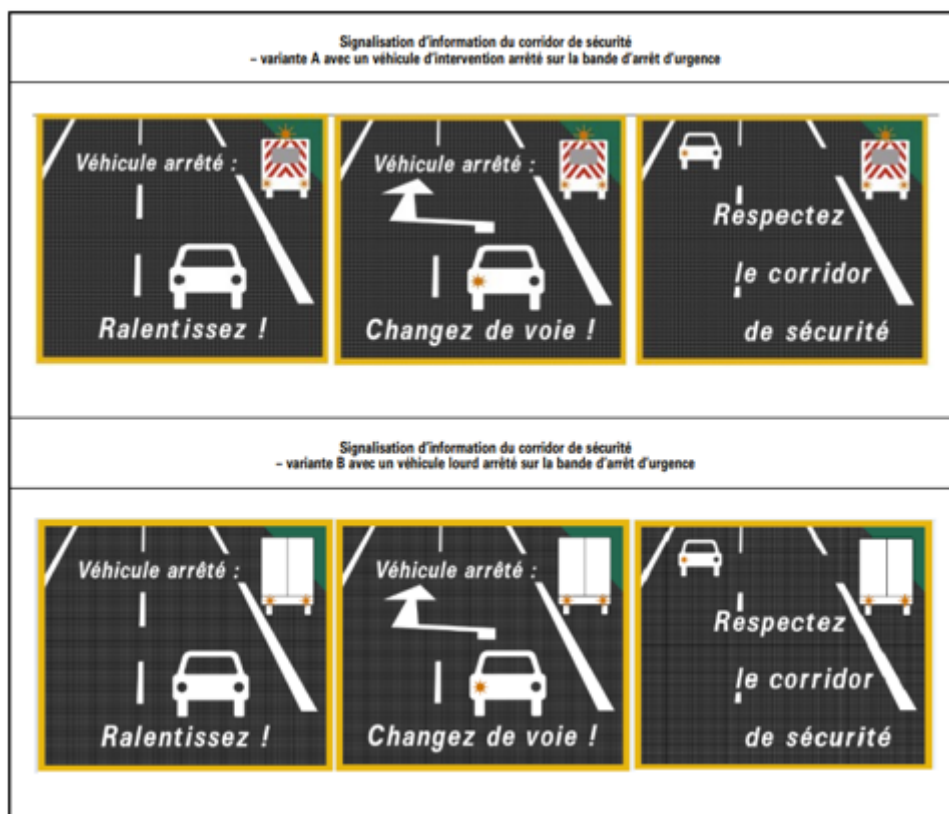 Signalisation d'information du corridor de sécurité
– variante A avec un véhicule d'intervention arrêté sur la bande d'arrêt d'urgence
Véhicule arrêté :
Ralentissez !
Véhicule arrêté :
Changez de voie !
Respectez
le corridor
de sécurité
Signalisation d'information du corridor de sécurité
– variante B avec un véhicule lourd arrêté sur la bande d'arrêt d'urgence
Véhicule arrêté :
Ralentissez !
Véhicule arrêté :
Changez de voie !
Respectez
le corridor
de sécurité